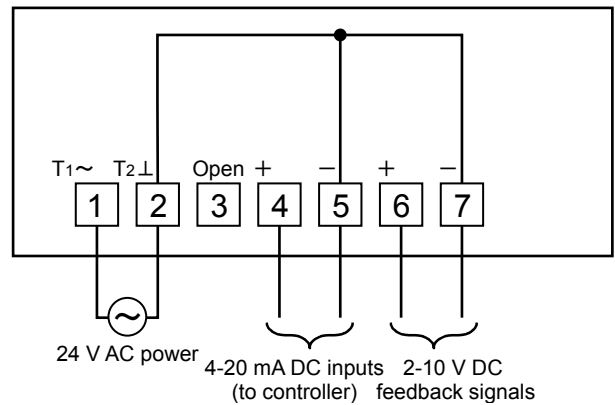 T1~ T2⊥ Open + − + −
1 2 3 4 5 6 7
24 V AC power
4-20 mA DC inputs
(to controller)
2-10 V DC
feedback signals